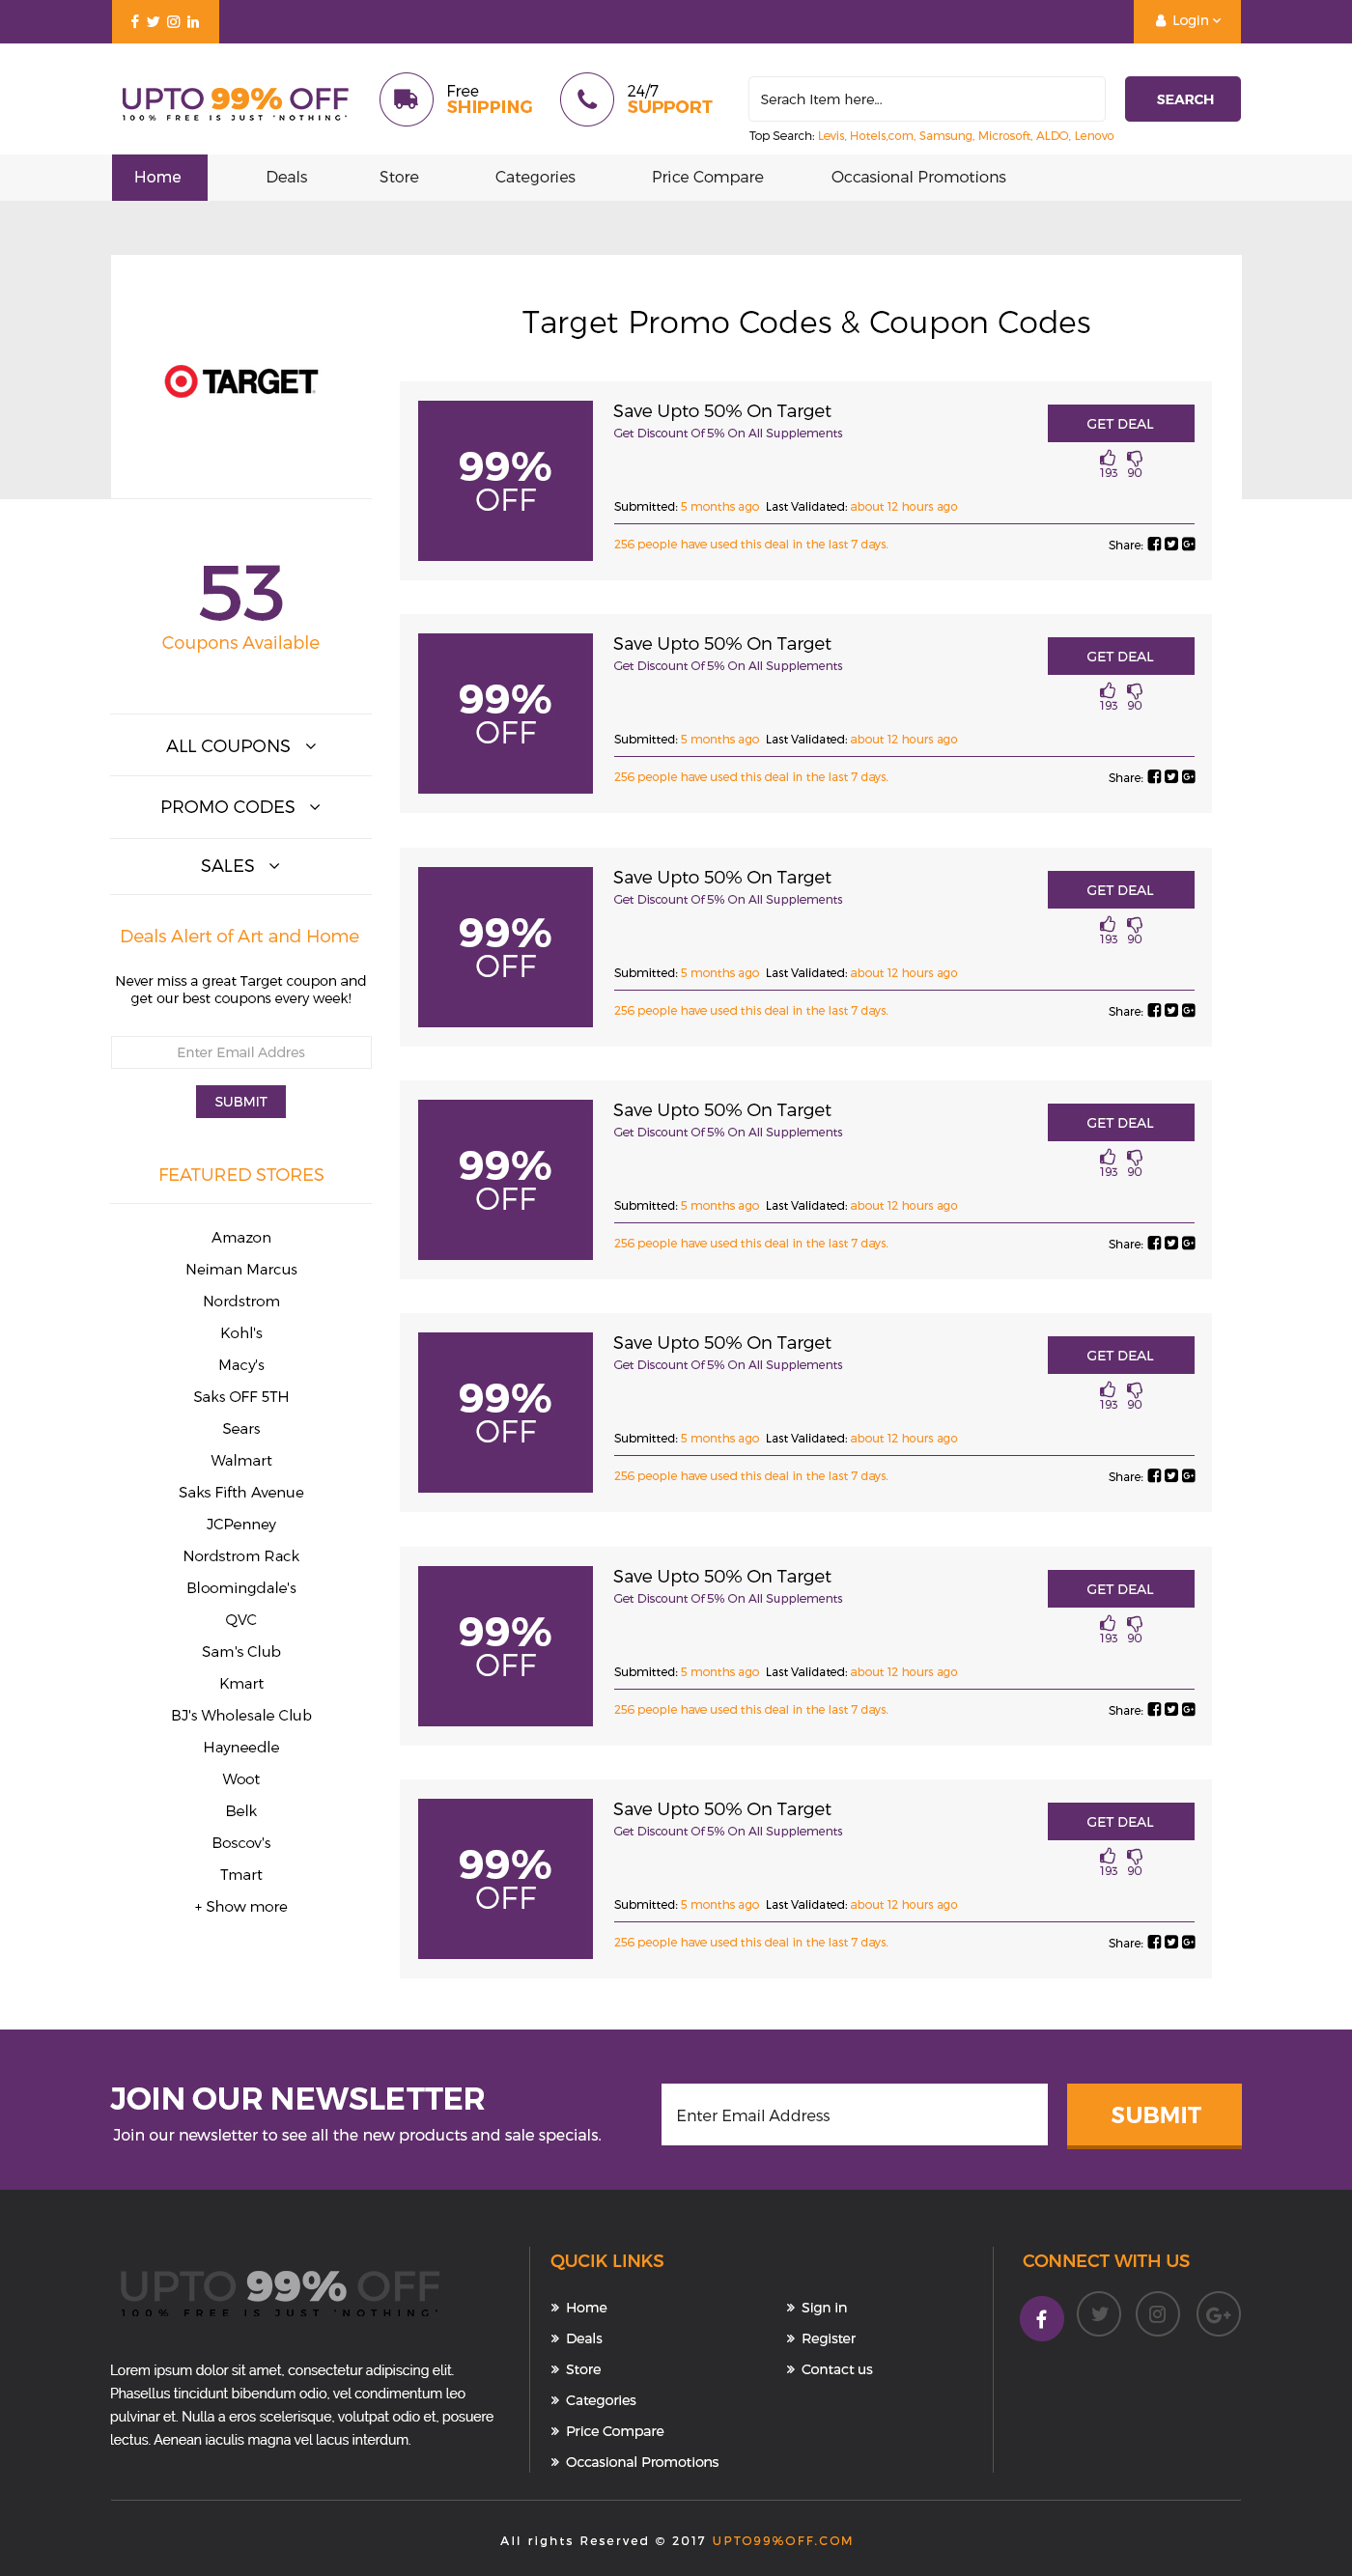 Login
UPTO 99% OFF
100% FREE IS JUST 'NOTHING'
Free
SHIPPING
24/7
SUPPORT
Serach Item here...
SEARCH
Top Search: Levis, Hotels,com, Samsung, Microsoft, ALDO, Lenovo
Home Deals Store Categories Price Compare Occasional Promotions
TARGET
53
Coupons Available
ALL COUPONS
PROMO CODES
SALES
Deals Alert of Art and Home
Never miss a great Target coupon and
get our best coupons every week!
Enter Email Addres
SUBMIT
FEATURED STORES
Amazon
Neiman Marcus
Nordstrom
Kohl's
Macy's
Saks OFF 5TH
Sears
Walmart
Saks Fifth Avenue
JCPenney
Nordstrom Rack
Bloomingdale's
QVC
Sam's Club
Kmart
BJ's Wholesale Club
Hayneedle
Woot
Belk
Boscov's
Tmart
+ Show more
Target Promo Codes & Coupon Codes
99%
OFF
Save Upto 50% On Target
Get Discount Of 5% On All Supplements
GET DEAL
193 90
Submitted: 5 months ago Last Validated: about 12 hours ago
256 people have used this deal in the last 7 days.
Share:
99%
OFF
Save Upto 50% On Target
Get Discount Of 5% On All Supplements
GET DEAL
193 90
Submitted: 5 months ago Last Validated: about 12 hours ago
256 people have used this deal in the last 7 days.
Share:
99%
OFF
Save Upto 50% On Target
Get Discount Of 5% On All Supplements
GET DEAL
193 90
Submitted: 5 months ago Last Validated: about 12 hours ago
256 people have used this deal in the last 7 days.
Share:
99%
OFF
Save Upto 50% On Target
Get Discount Of 5% On All Supplements
GET DEAL
193 90
Submitted: 5 months ago Last Validated: about 12 hours ago
256 people have used this deal in the last 7 days.
Share:
99%
OFF
Save Upto 50% On Target
Get Discount Of 5% On All Supplements
GET DEAL
193 90
Submitted: 5 months ago Last Validated: about 12 hours ago
256 people have used this deal in the last 7 days.
Share:
99%
OFF
Save Upto 50% On Target
Get Discount Of 5% On All Supplements
GET DEAL
193 90
Submitted: 5 months ago Last Validated: about 12 hours ago
256 people have used this deal in the last 7 days.
Share:
99%
OFF
Save Upto 50% On Target
Get Discount Of 5% On All Supplements
GET DEAL
193 90
Submitted: 5 months ago Last Validated: about 12 hours ago
256 people have used this deal in the last 7 days.
Share:
JOIN OUR NEWSLETTER
Join our newsletter to see all the new products and sale specials.
Enter Email Address
SUBMIT
UPTO 99% OFF
100% FREE IS JUST 'NOTHING'
Lorem ipsum dolor sit amet, consectetur adipiscing elit.
Phasellus tincidunt bibendum odio, vel condimentum leo
pulvinar et. Nulla a eros scelerisque, volutpat odio et, posuere
lectus. Aenean iaculis magna vel lacus interdum.
QUCIK LINKS
» Home
» Deals
» Store
» Categories
» Price Compare
» Occasional Promotions
» Sign in
» Register
» Contact us
CONNECT WITH US
All rights Reserved © 2017 UPTO99%OFF.COM